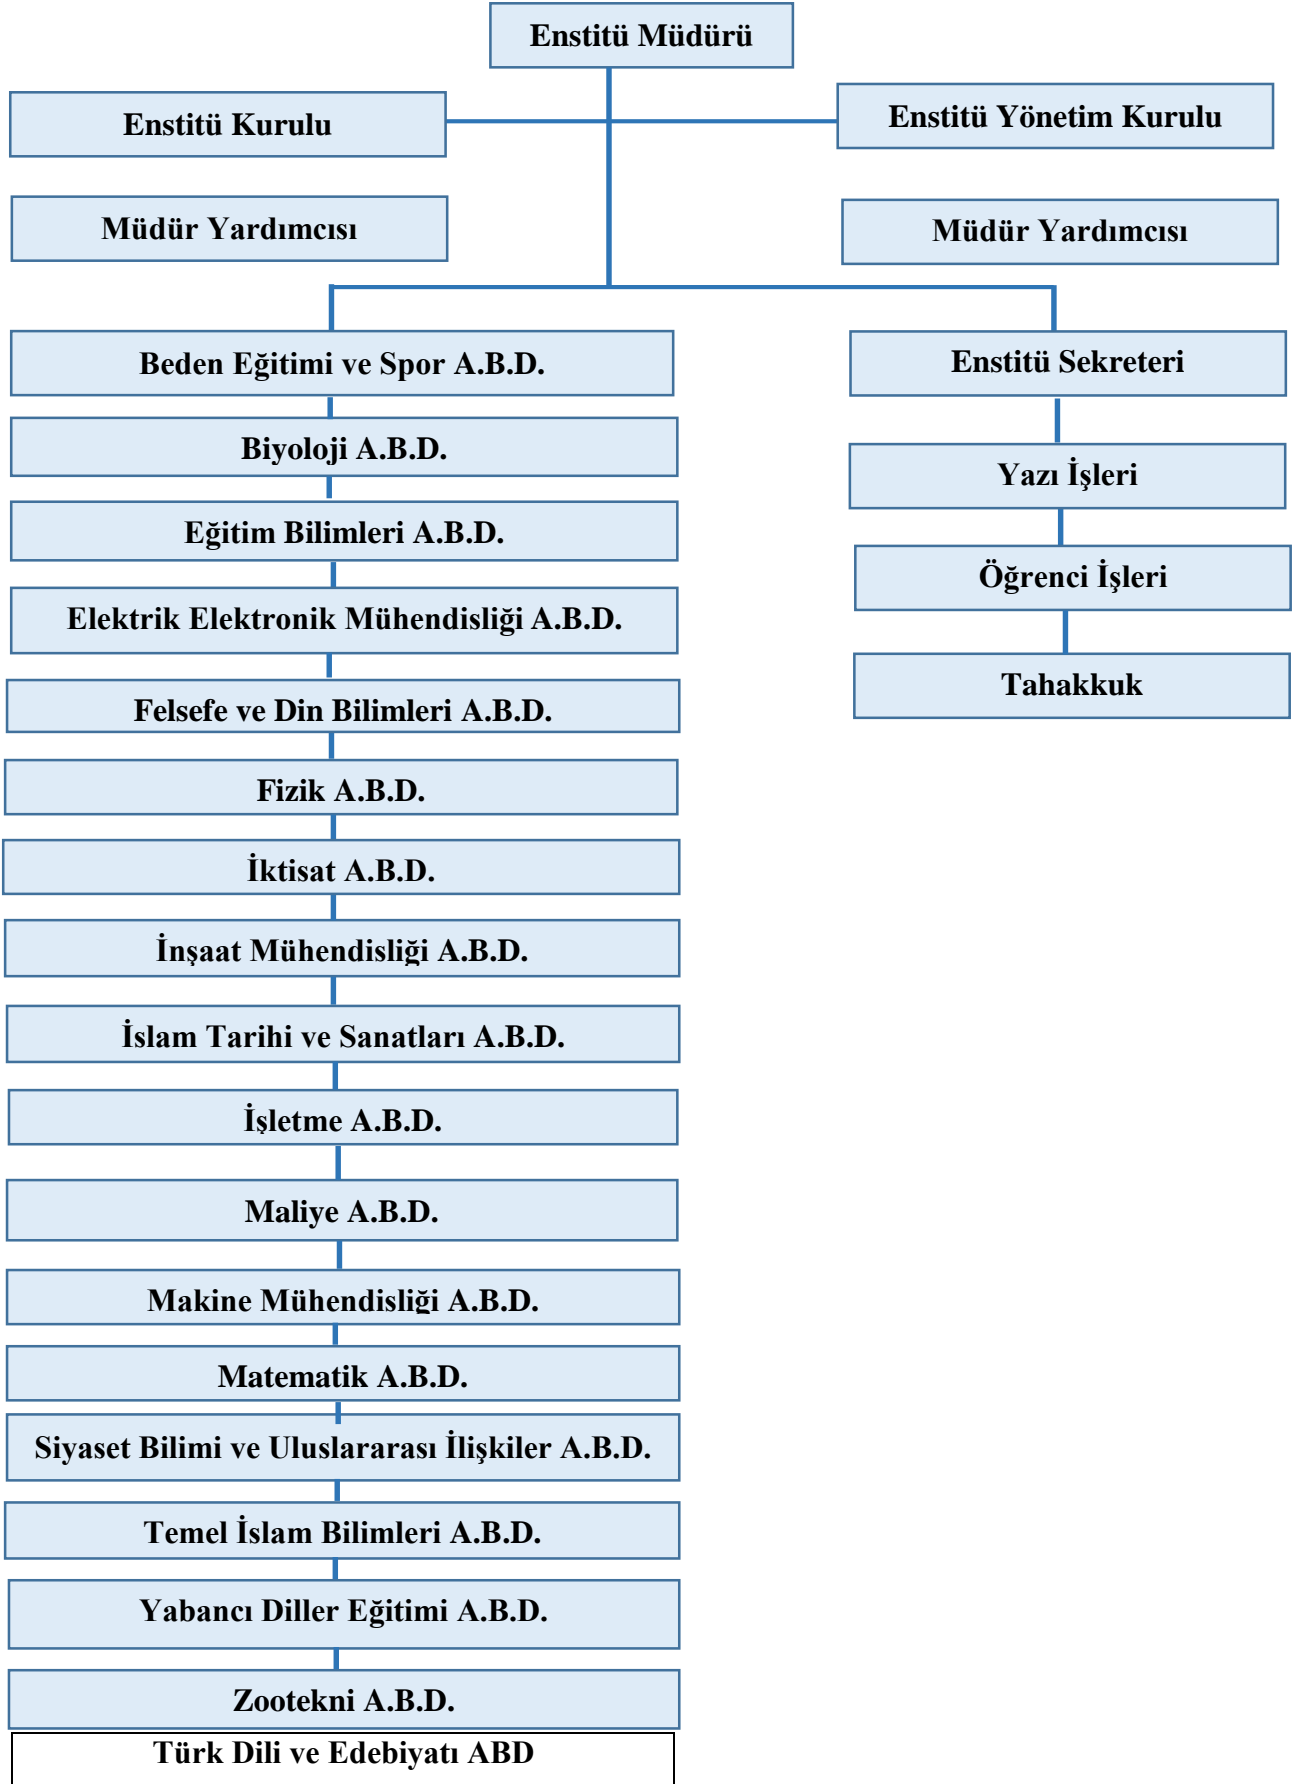 Enstitü Müdürü
Enstitü Kurulu
Enstitü Yönetim Kurulu
Müdür Yardımcısı
Müdür Yardımcısı
Beden Eğitimi ve Spor A.B.D.
Biyoloji A.B.D.
Eğitim Bilimleri A.B.D.
Elektrik Elektronik Mühendisliği A.B.D.
Felsefe ve Din Bilimleri A.B.D.
Fizik A.B.D.
İktisat A.B.D.
İnşaat Mühendisliği A.B.D.
İslam Tarihi ve Sanatları A.B.D.
İşletme A.B.D.
Maliye A.B.D.
Makine Mühendisliği A.B.D.
Matematik A.B.D.
Siyaset Bilimi ve Uluslararası İlişkiler A.B.D.
Temel İslam Bilimleri A.B.D.
Yabancı Diller Eğitimi A.B.D.
Zootekni A.B.D.
Türk Dili ve Edebiyatı ABD
Enstitü Sekreteri
Yazı İşleri
Öğrenci İşleri
Tahakkuk